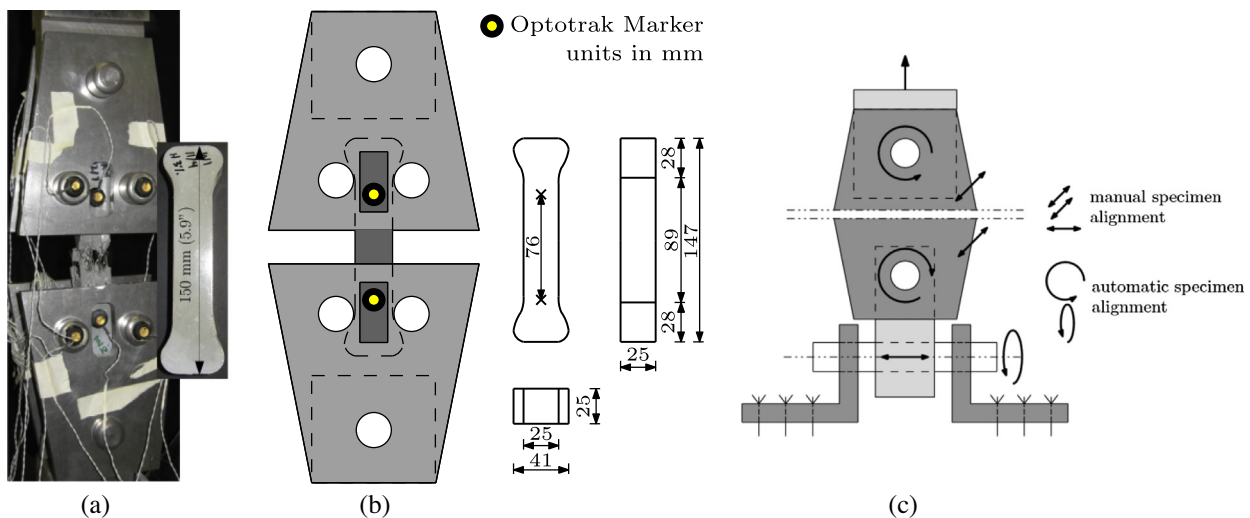 150 mm (5.9")
Optotrak Marker
units in mm
76
28
89
147
28
25
25
25
41
manual specimen
alignment
automatic specimen
alignment
(a)
(b)
(c)